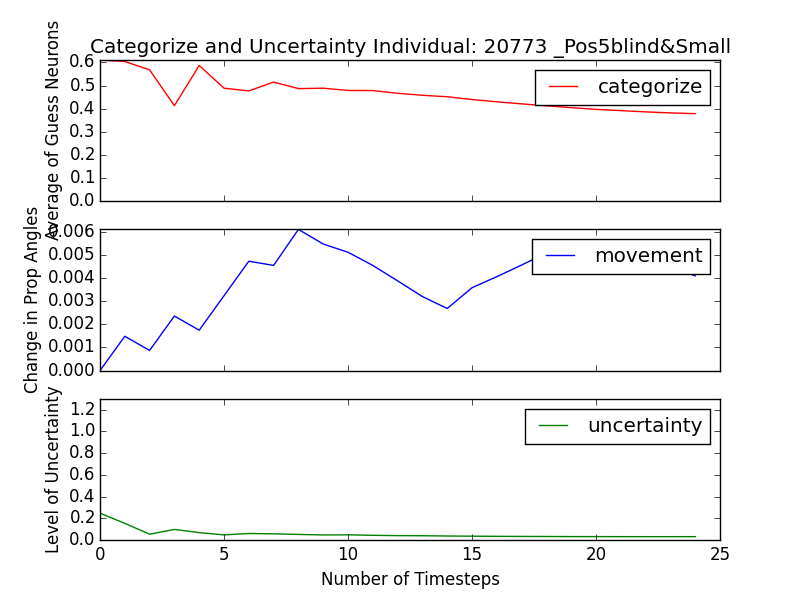 Categorize and Uncertainty Individual: 20773 _Pos5blind&Small
Average of Guess Neurons
0.6
0.5
0.4
0.3
0.2
0.1
0.0
categorize
Change in Prop Angles
0.006
0.005
0.004
0.003
0.002
0.001
0.000
movement
Level of Uncertainty
1.2
1.0
0.8
0.6
0.4
0.2
0.0
uncertainty
0 5 10 15 20 25
Number of Timesteps